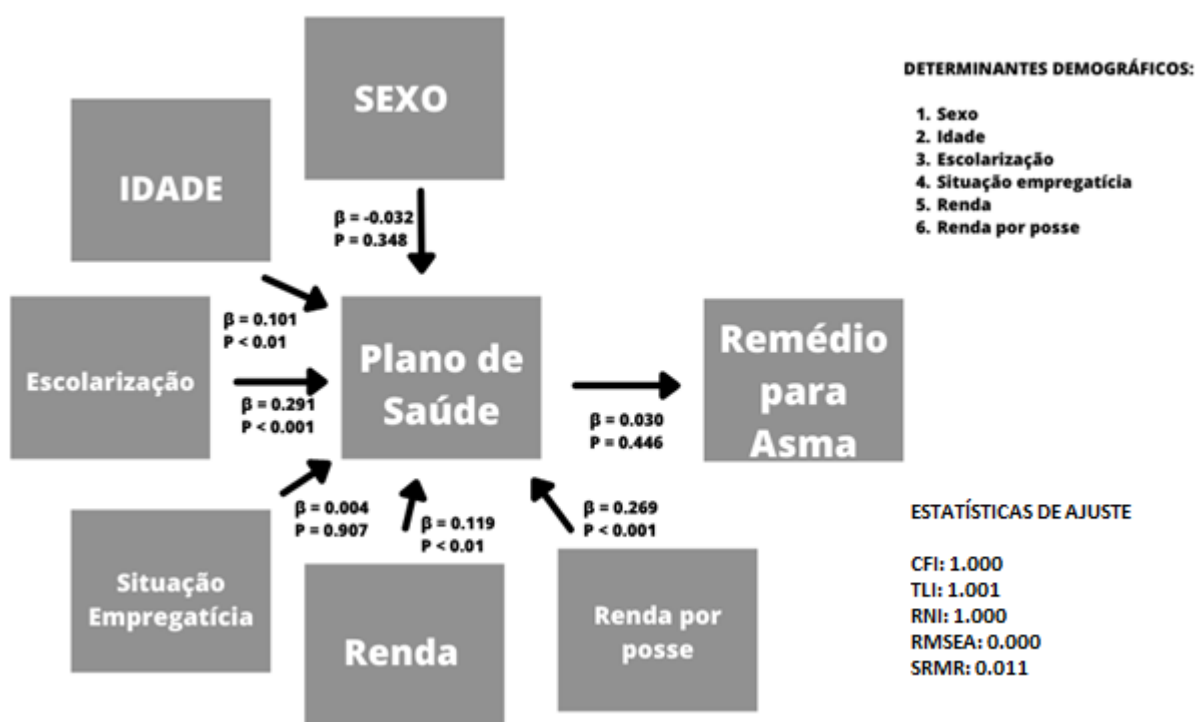 SEXO
IDADE
β = -0.032
P = 0.348
DETERMINANTES DEMOGRÁFICOS:
1. Sexo
2. Idade
3. Escolarização
4. Situação empregatícia
5. Renda
6. Renda por posse
Escolarização
β = 0.101
P < 0.01
β = 0.291
P < 0.001
Plano de
Saúde
β = 0.030
P = 0.446
Remédio
para
Asma
Situação
Empregatícia
β = 0.004
P = 0.907
β = 0.119
P < 0.01
Renda
β = 0.269
P < 0.001
Renda por
posse
ESTATÍSTICAS DE AJUSTE
CFI: 1.000
TLI: 1.001
RNI: 1.000
RMSEA: 0.000
SRMR: 0.011